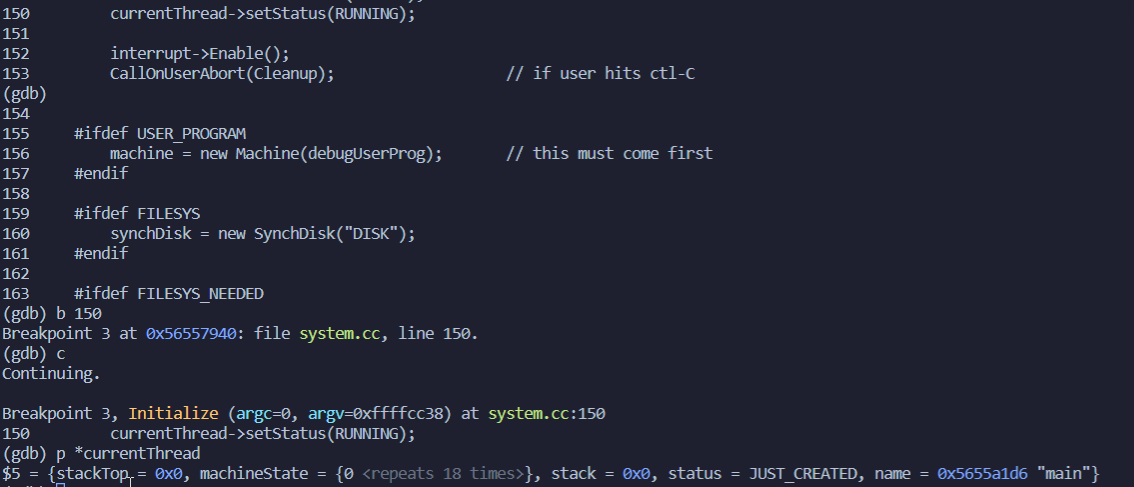 150         currentThread->setStatus(RUNNING);
151
152         interrupt->Enable();
153         CallOnUserAbort(Cleanup);                   // if user hits ctl-C
(gdb)
154
155     #ifdef USER_PROGRAM
156         machine = new Machine(debugUserProg);       // this must come first
157     #endif
158
159     #ifdef FILESYS
160         synchDisk = new SynchDisk("DISK");
161     #endif
162
163     #ifdef FILESYS_NEEDED
(gdb) b 150
Breakpoint 3 at 0x56557940: file system.cc, line 150.
(gdb) c
Continuing.

Breakpoint 3, Initialize (argc=0, argv=0xffffcc38) at system.cc:150
150         currentThread->setStatus(RUNNING);
(gdb) p *currentThread
$5 = {stackTop = 0x0, machineState = {0 <repeats 18 times>}, stack = 0x0, status = JUST_CREATED, name = 0x5655a1d6 "main"}